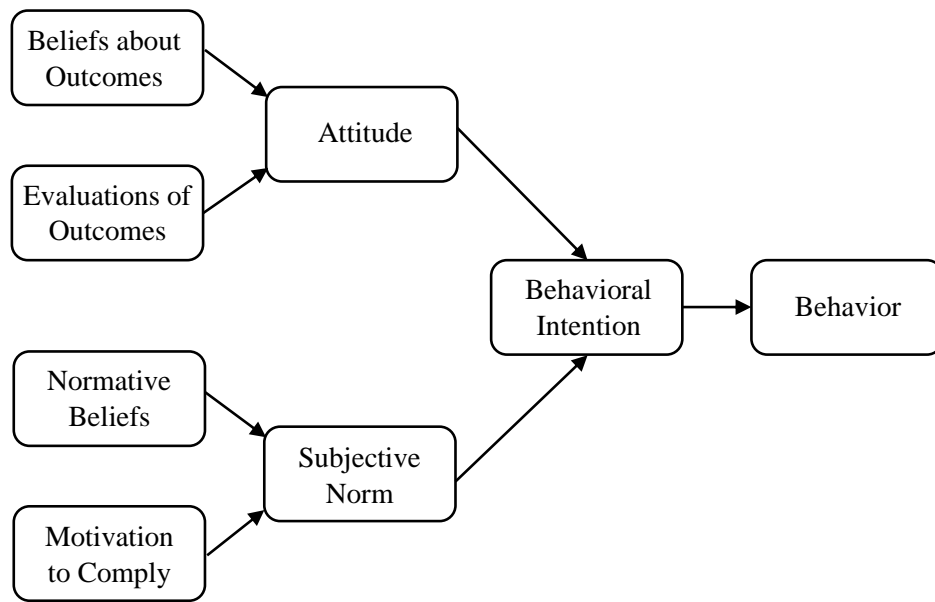 Beliefs about
Outcomes
Attitude
Evaluations of
Outcomes
Behavioral
Intention
Behavior
Normative
Beliefs
Subjective
Norm
Motivation
to Comply